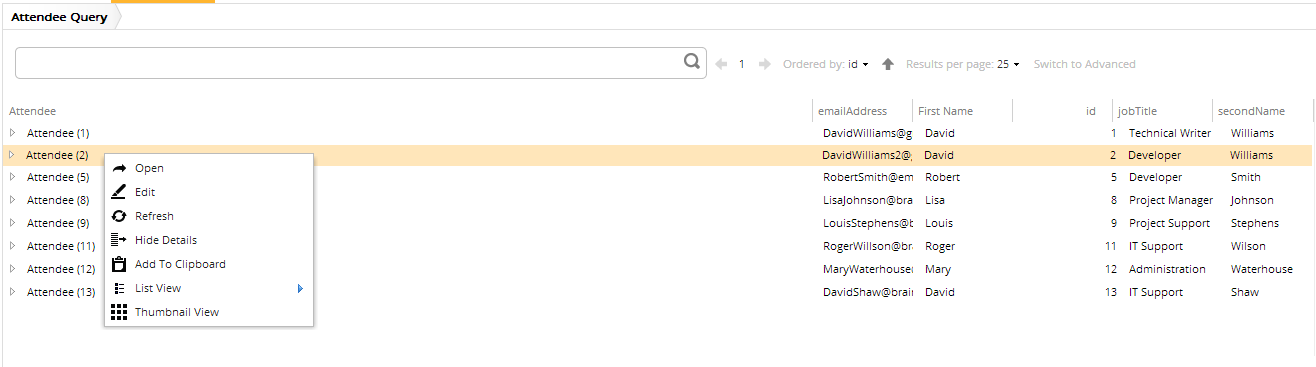 Attendee Query
1 Ordered by: id Results per page: 25 Switch to Advanced
Attendee emailAddress First Name id jobTitle secondName
Attendee (1) DavidWilliams@g David 1 Technical Writer Williams
Attendee (2) DavidWilliams2@g David 2 Developer Williams
Attendee (5) RobertSmith@em Robert 5 Developer Smith
Attendee (8) LisaJohnson@bra Lisa 8 Project Manager Johnson
Attendee (9) LouisStephens@b Louis 9 Project Support Stephens
Attendee (11) RogerWillson@bra Roger 11 IT Support Wilson
Attendee (12) MaryWaterhouse( Mary 12 Administration Waterhouse
Attendee (13) DavidShaw@brain David 13 IT Support Shaw
Open
Edit
Refresh
Hide Details
Add To Clipboard
List View
Thumbnail View